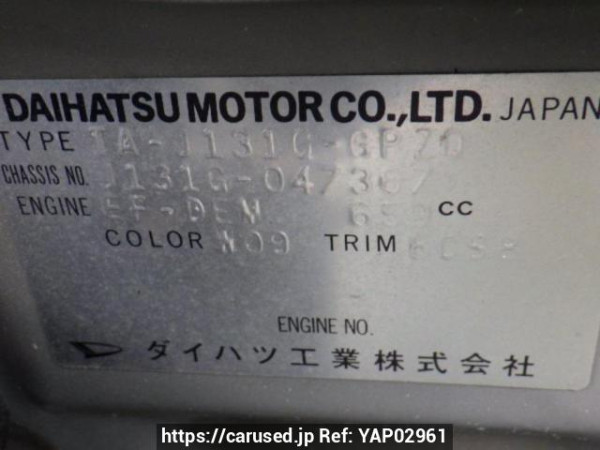 DAIHATSU MOTOR CO.,LTD. JAPAN
TYPE TA-J131G-GP70
CHASSIS NO. J131G-047367
ENGINE EF-DEM 659 CC
COLOR W09 TRIM
ENGINE NO.
ダイハツ工業株式会社
https://carused.jp Ref: YAP02961